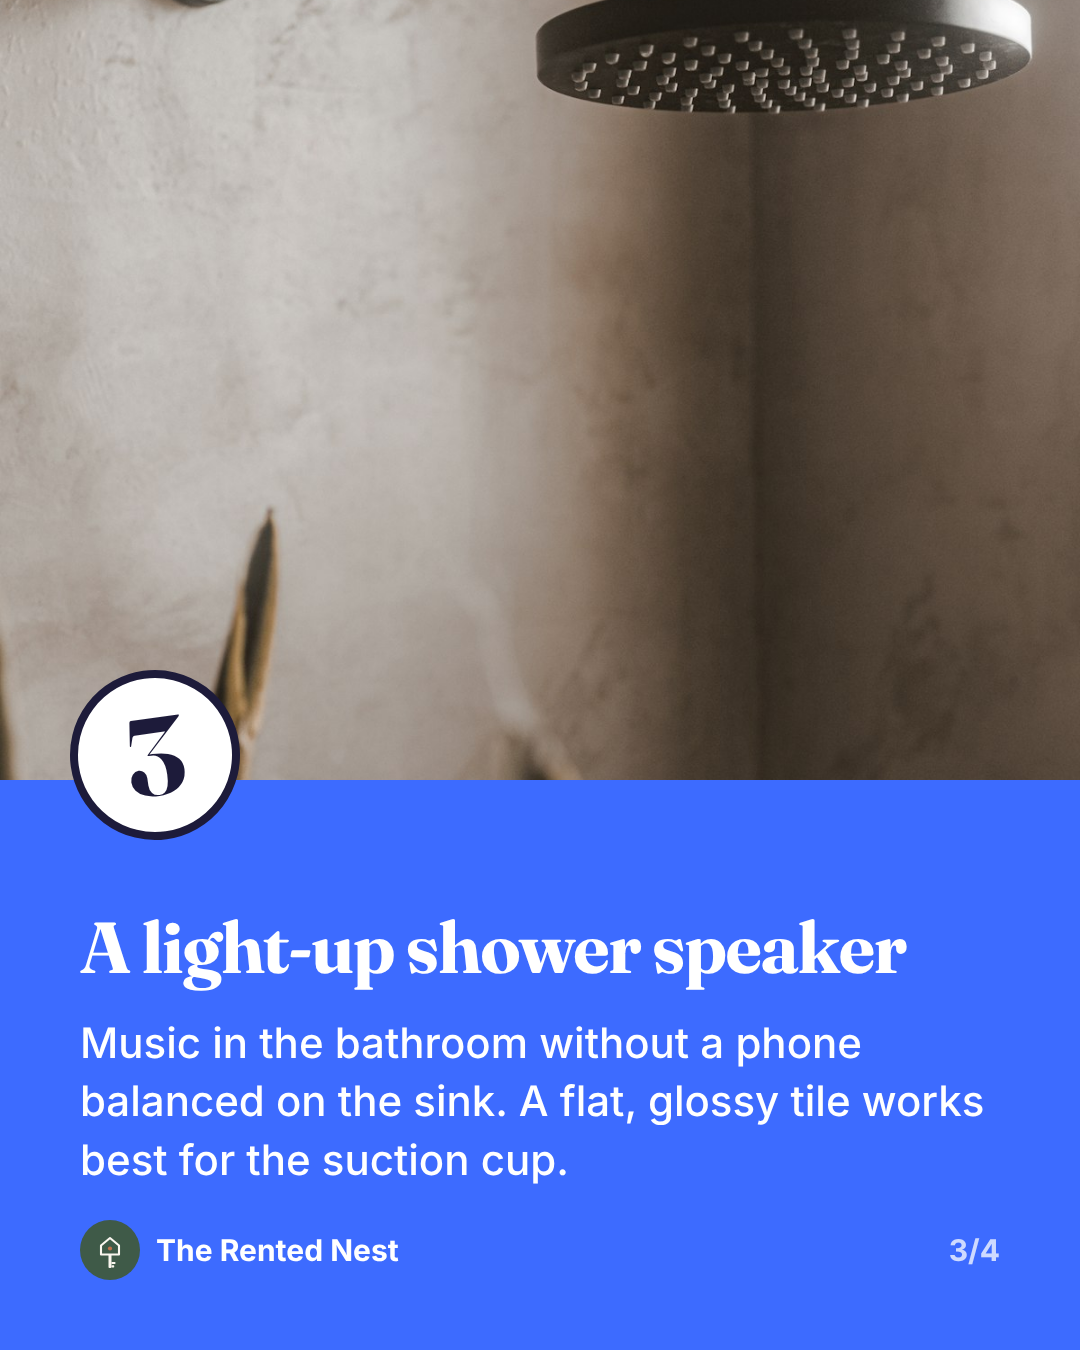 3
A light-up shower speaker
Music in the bathroom without a phone
balanced on the sink. A flat, glossy tile works
best for the suction cup.
The Rented Nest
3/4